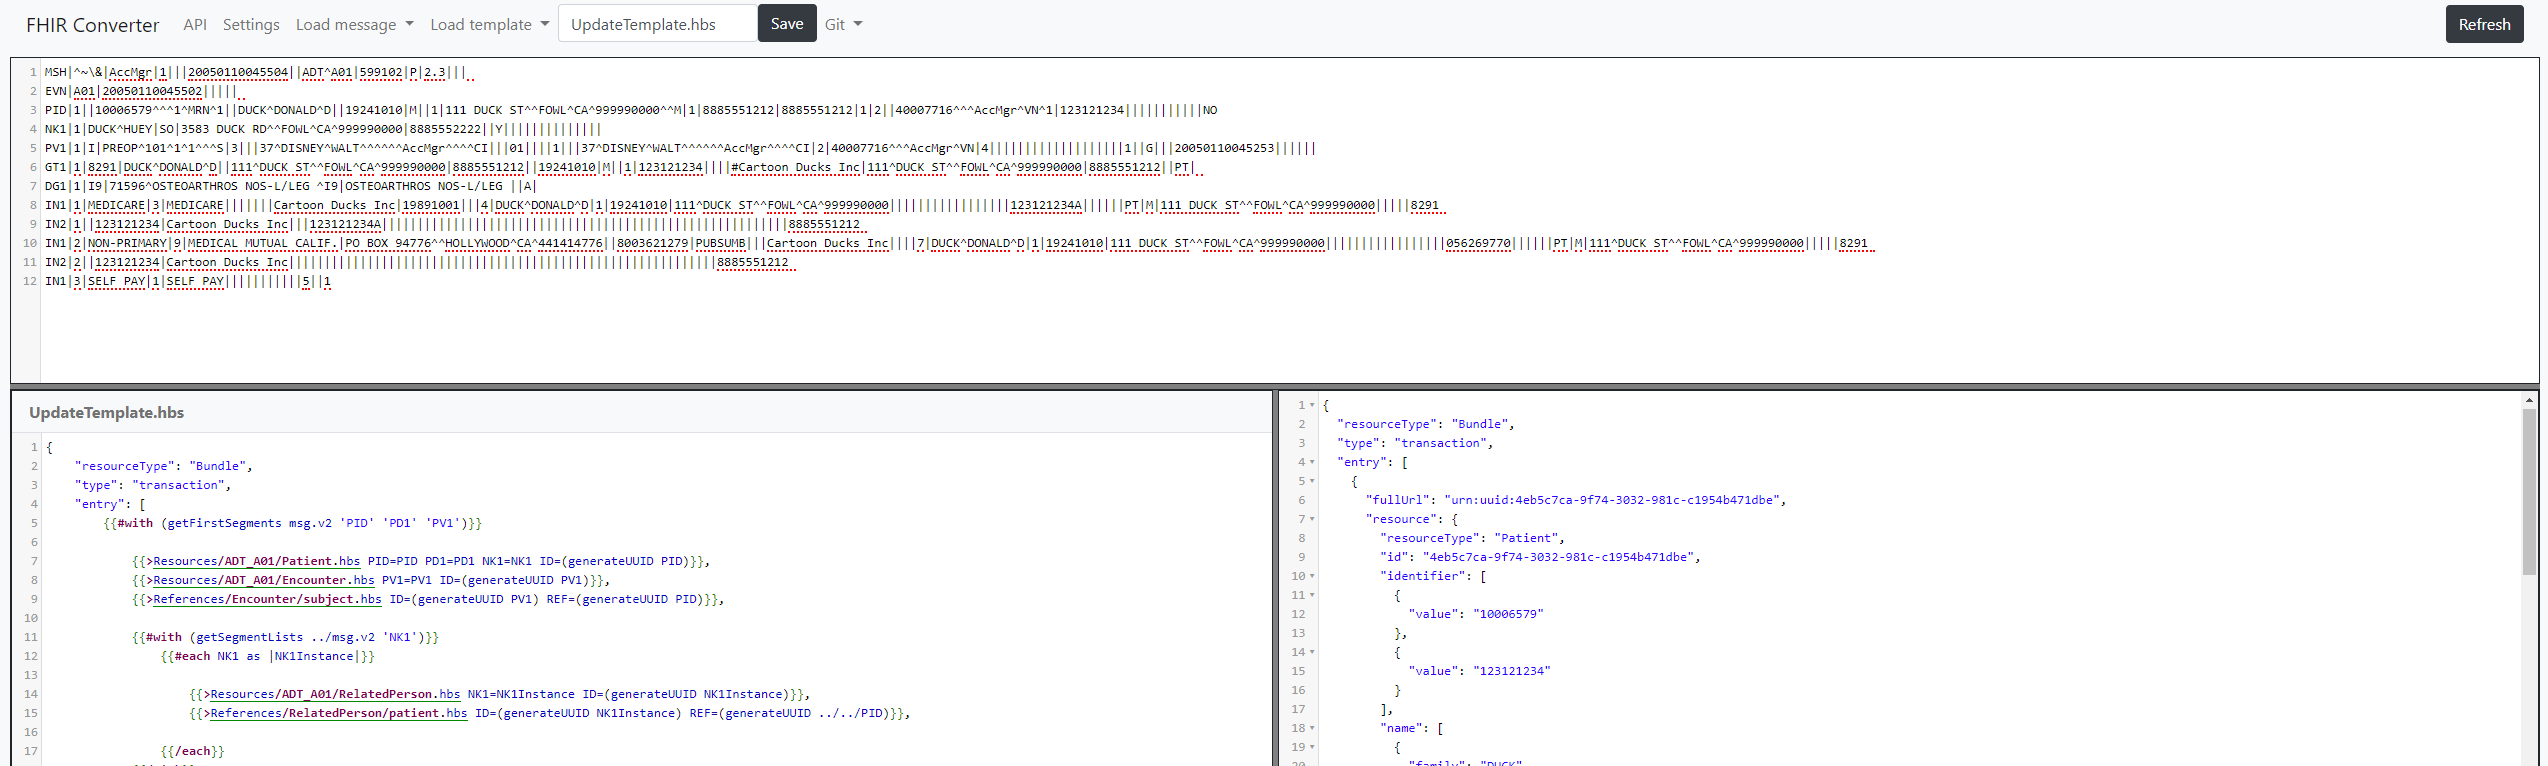 FHIR Converter API Settings Load message Load template UpdateTemplate.hbs Save Git Refresh
1 MSH|^~\&|AccMgr|1|||20050110045504||ADT^A01|599102|P|2.3|||
2 EVN|A01|20050110045502|||||
3 PID|1||10006579^^^1^MRN^1||DUCK^DONALD^D||19241010|M||1|111 DUCK ST^^FOWL^CA^999990000^^M|1|8885551212|8885551212|1|2||40007716^^^AccMgr^VN^1|123121234|||||||||||NO
4 NK1|1|DUCK^HUEY|SO|3583 DUCK RD^^FOWL^CA^999990000|8885552222||Y||||||||||||||
5 PV1|1|I|PREOP^101^1^1^^^S|3|||37^DISNEY^WALT^^^^^^AccMgr^^^^CI|||01||||1|||37^DISNEY^WALT^^^^^^AccMgr^^^^CI|2|40007716^^^AccMgr^VN|4|||||||||||||||||||1||G|||20050110045253||||||
6 GT1|1|8291|DUCK^DONALD^D||111^DUCK ST^^FOWL^CA^999990000|8885551212||19241010|M||1|123121234||||#Cartoon Ducks Inc|111^DUCK ST^^FOWL^CA^999990000|8885551212||PT|
7 DG1|1|I9|71596^OSTEOARTHROS NOS-L/LEG ^I9|OSTEOARTHROS NOS-L/LEG ||A|
8 IN1|1|MEDICARE|3|MEDICARE|||||||Cartoon Ducks Inc|19891001|||4|DUCK^DONALD^D|1|19241010|111^DUCK ST^^FOWL^CA^999990000|||||||||||||||||123121234A||||||PT|M|111 DUCK ST^^FOWL^CA^999990000|||||8291
9 IN2|1||123121234|Cartoon Ducks Inc|||123121234A|||||||||||||||||||||||||||||||||||||||||||||||||||||||||8885551212
10 IN1|2|NON-PRIMARY|9|MEDICAL MUTUAL CALIF.|PO BOX 94776^^HOLLYWOOD^CA^441414776||8003621279|PUBSUMB|||Cartoon Ducks Inc||||7|DUCK^DONALD^D|1|19241010|111 DUCK ST^^FOWL^CA^999990000|||||||||||||||||056269770||||||PT|M|111^DUCK ST^^FOWL^CA^999990000|||||8291
11 IN2|2||123121234|Cartoon Ducks Inc||||||||||||||||||||||||||||||||||||||||||||||||||||||||||||8885551212
12 IN1|3|SELF PAY|1|SELF PAY|||||||||||5||1
UpdateTemplate.hbs
1 {
2 "resourceType": "Bundle",
3 "type": "transaction",
4 "entry": [
5 {{#with (getFirstSegments msg.v2 'PID' 'PD1' 'PV1')}}
6
7 {{>Resources/ADT_A01/Patient.hbs PID=PID PD1=PD1 NK1=NK1 ID=(generateUUID PID)}},
8 {{>Resources/ADT_A01/Encounter.hbs PV1=PV1 ID=(generateUUID PV1)}},
9 {{>References/Encounter/subject.hbs ID=(generateUUID PV1) REF=(generateUUID PID)}},
10
11 {{#with (getSegmentLists ../msg.v2 'NK1')}}
12 {{#each NK1 as |NK1Instance|}}
13
14 {{>Resources/ADT_A01/RelatedPerson.hbs NK1=NK1Instance ID=(generateUUID NK1Instance)}},
15 {{>References/RelatedPerson/patient.hbs ID=(generateUUID NK1Instance) REF=(generateUUID ../../PID)}},
16
17 {{/each}}
1 {
2 "resourceType": "Bundle",
3 "type": "transaction",
4 "entry": [
5 {
6 "fullUrl": "urn:uuid:4eb5c7ca-9f74-3032-981c-c1954b471dbe",
7 "resource": {
8 "resourceType": "Patient",
9 "id": "4eb5c7ca-9f74-3032-981c-c1954b471dbe",
10 "identifier": [
11 {
12 "value": "10006579"
13 },
14 {
15 "value": "123121234"
16 }
17 ],
18 "name": [
19 {
20 "family": "DUCK"